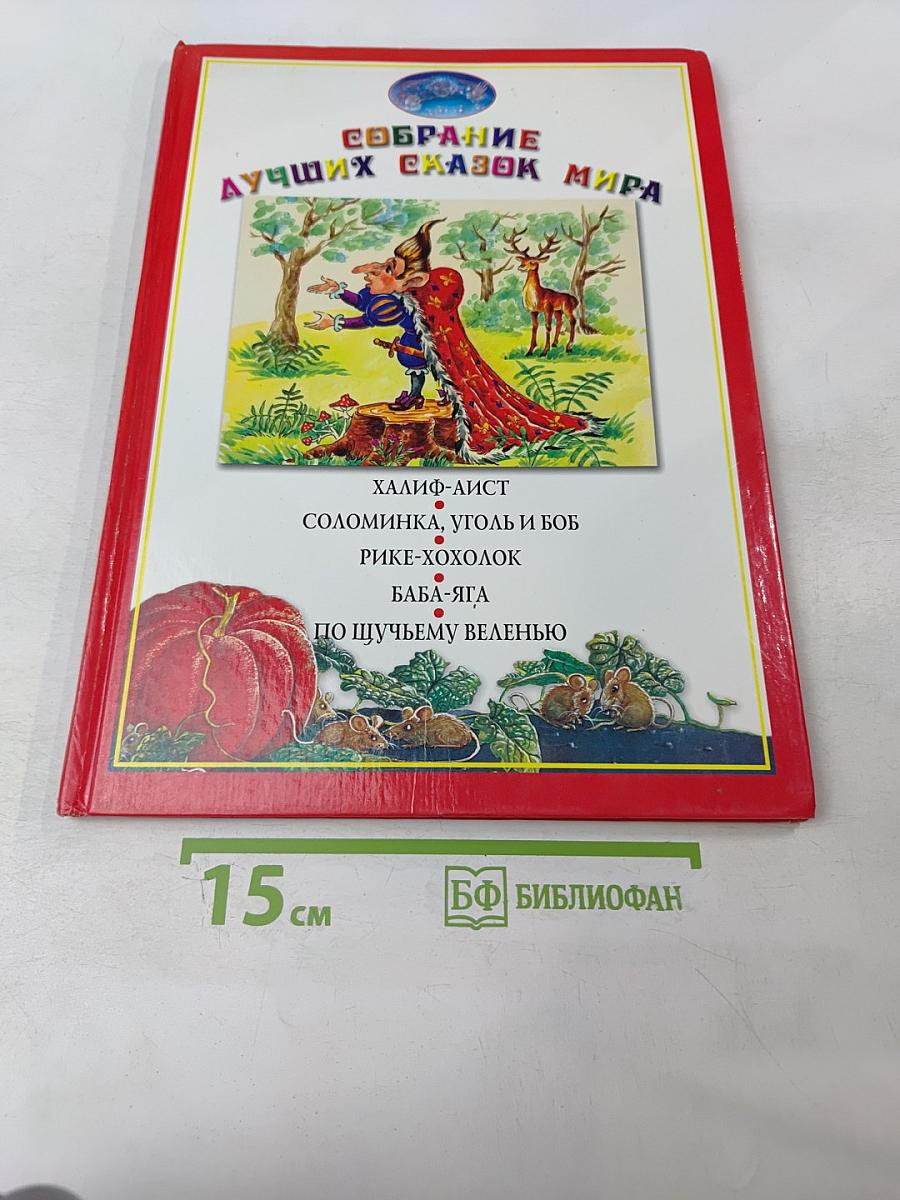 СОБРАНИЕ
ЛУЧШИХ СКАЗОК МИРА
ХАЛИФ-АИСТ
СОЛОМИНКА, УГОЛЬ И БОБ
РИКЕ-ХОХОЛОК
БАБА-ЯГА
ПО ЩУЧЬЕМУ ВЕЛЕНЬЮ
15 см
БФ БИБЛИОФАН